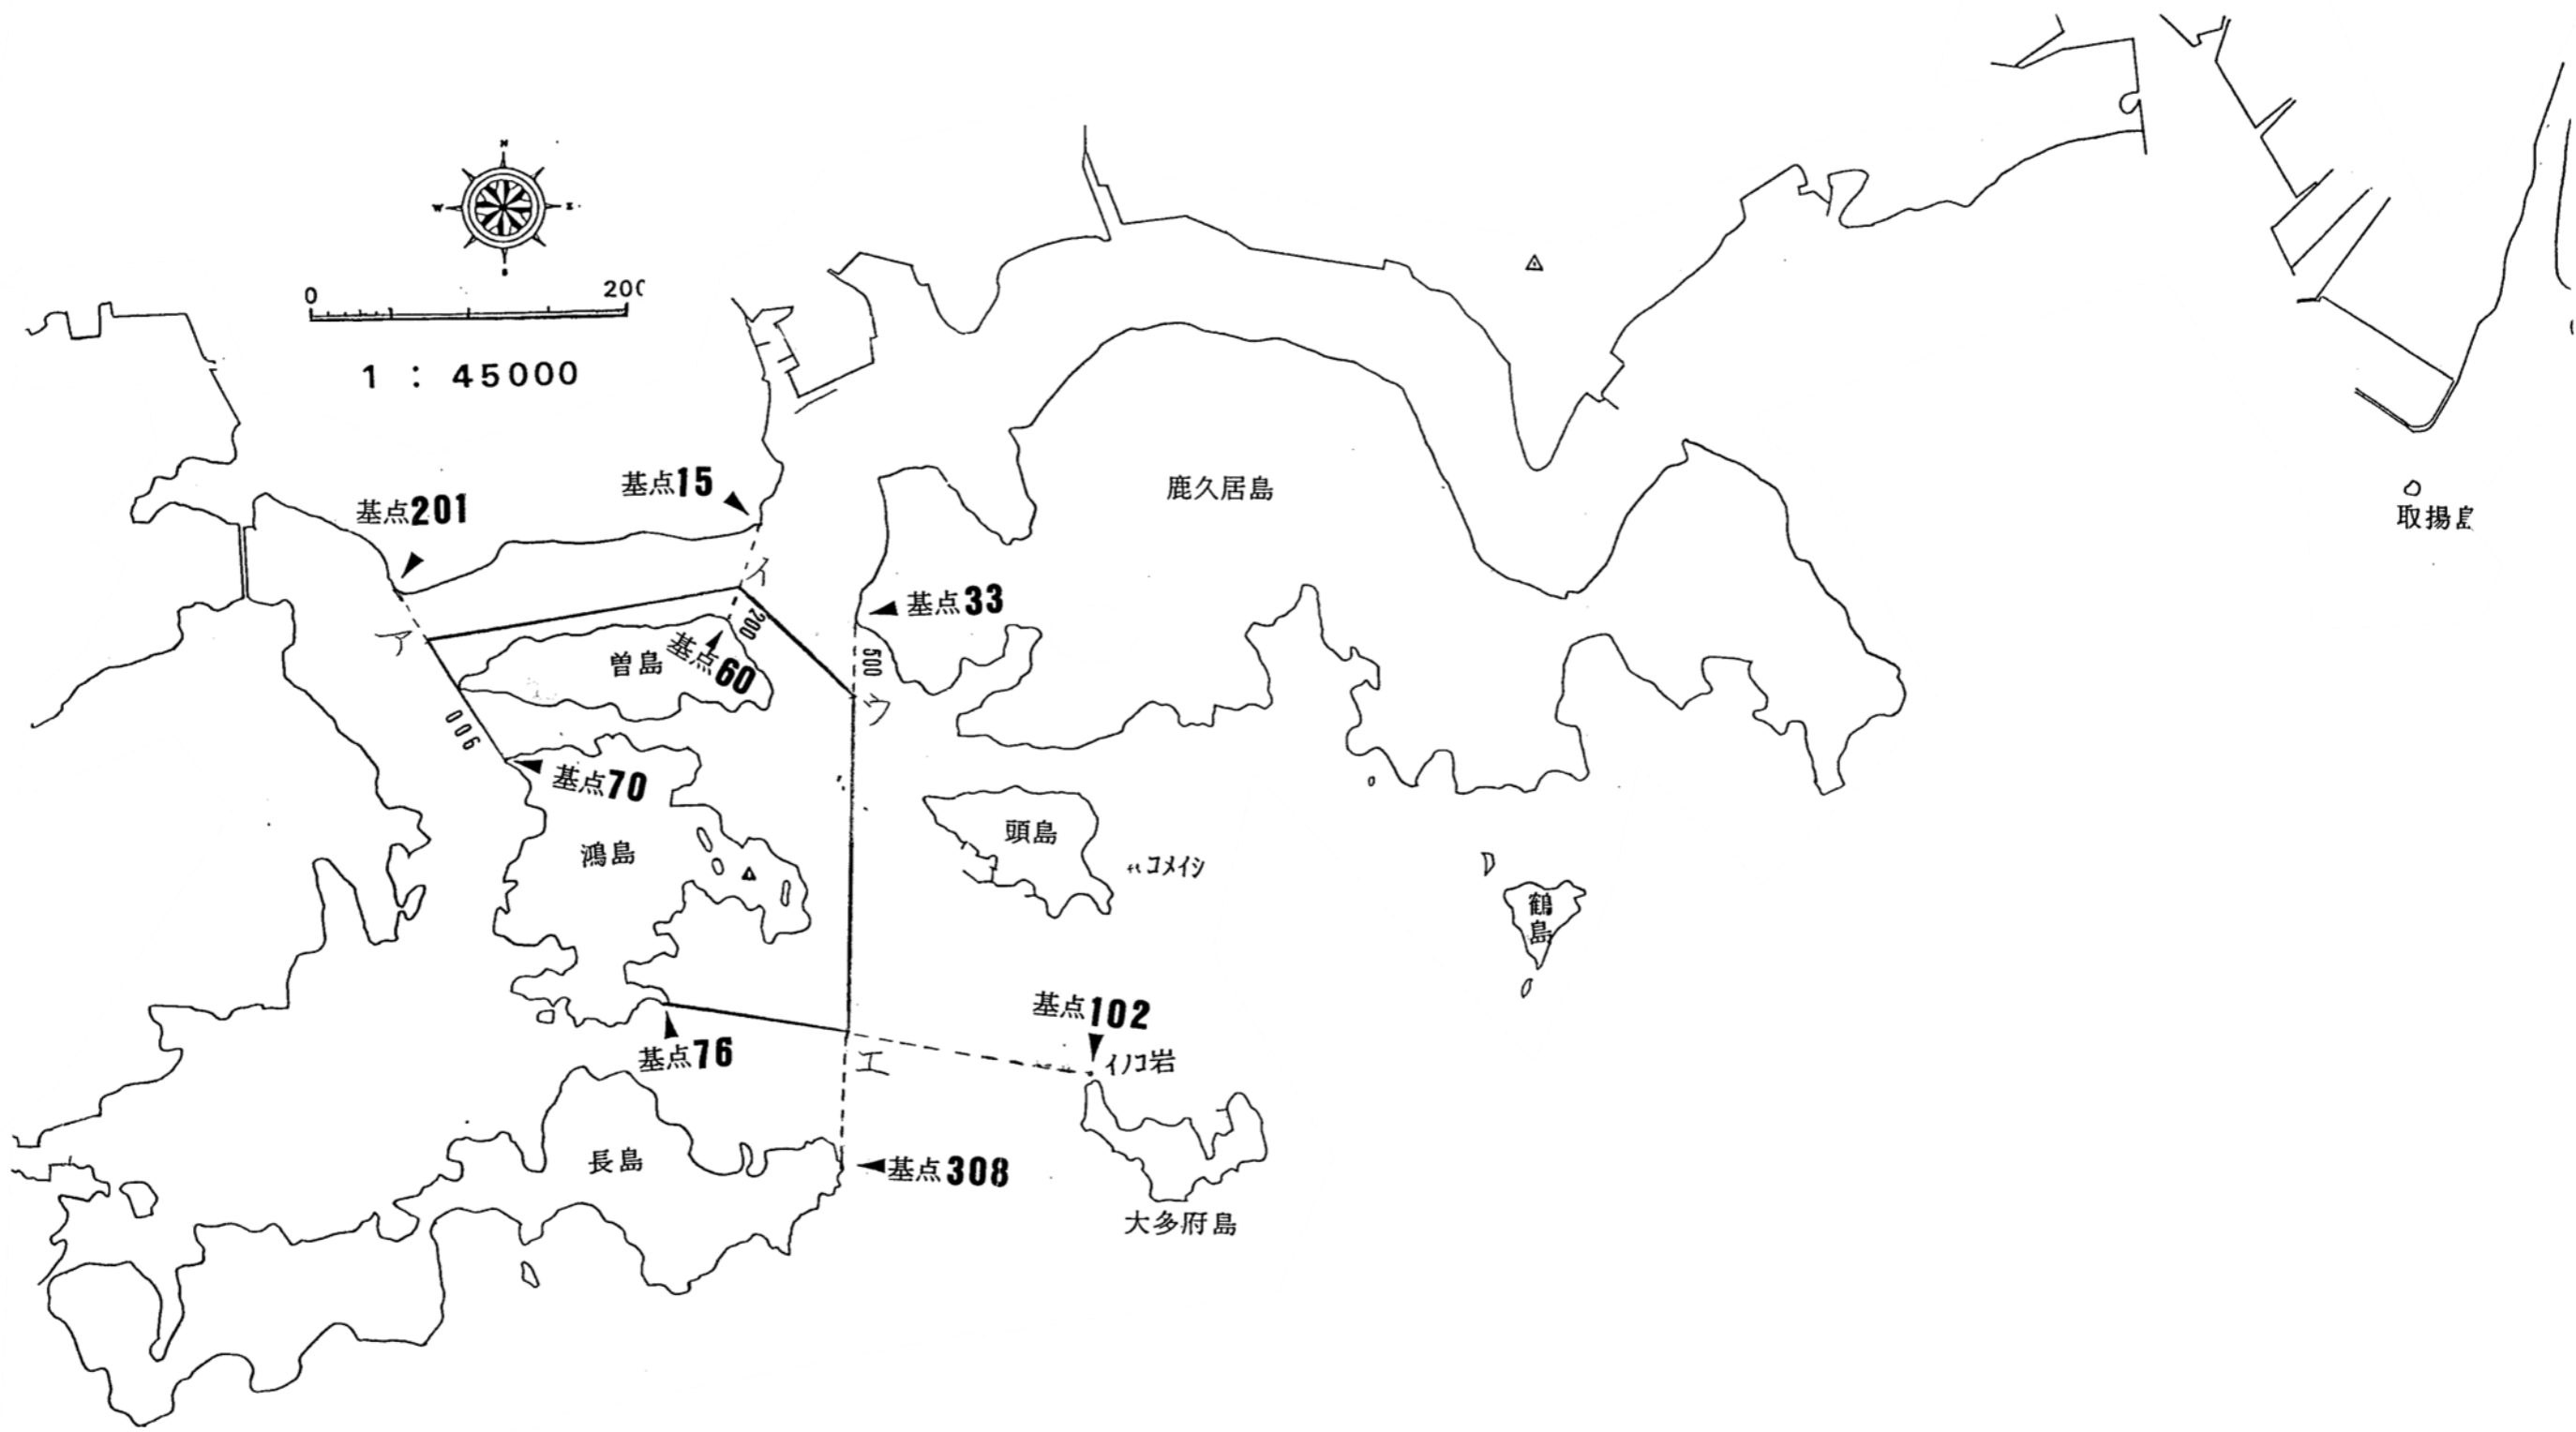 N
W
E
S
0
200
1 : 45000
基点15
基点201
鹿久居島
取揚島
イ
基点33
ア
200
基点60
曽島
500
ウ
900
基点70
頭島
鴻島
コメイシ
鶴島
基点102
イノコ岩
基点76
エ
長島
基点308
大多府島